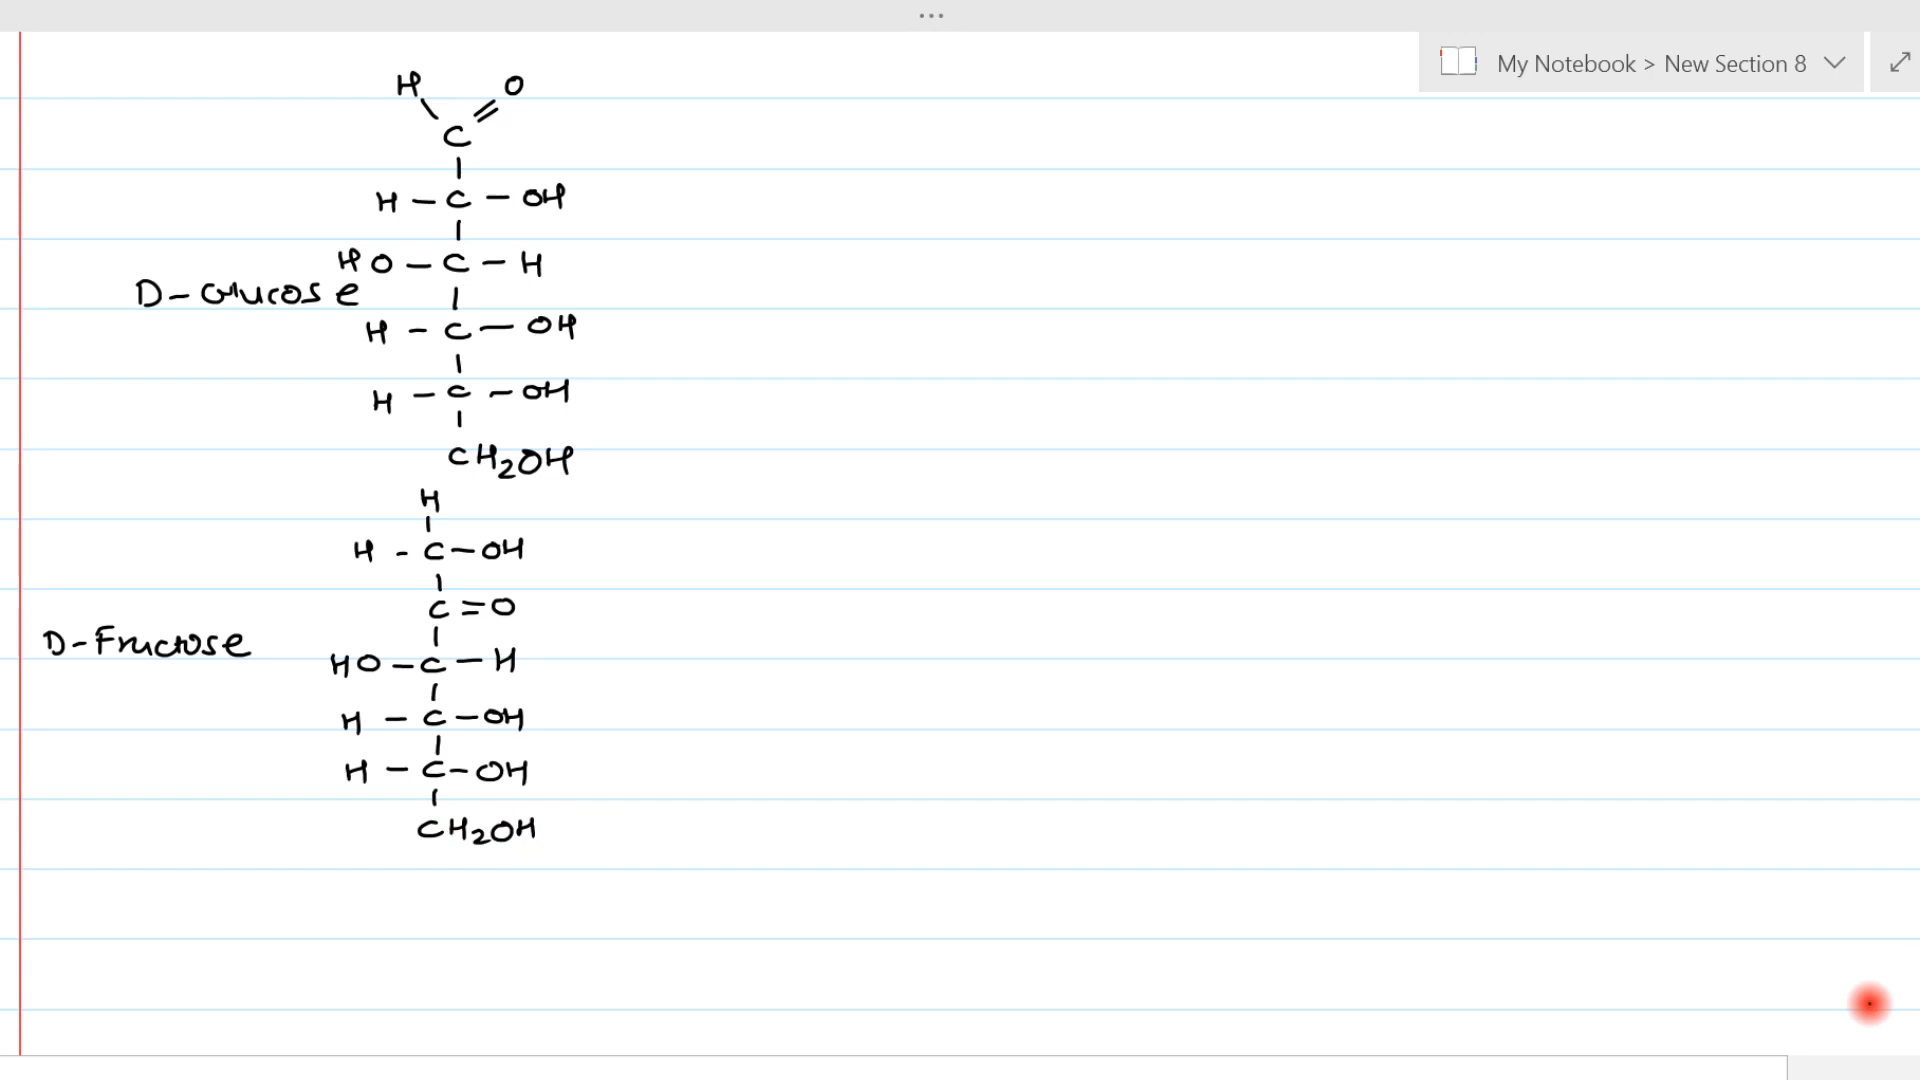 ...
My Notebook > New Section 8
H O
C
H - C - OH
HO - C - H
D-Glucose
H - C - OH
H - C - OH
CH₂OH
H
H - C - OH
C = O
D-Fructose
HO - C - H
H - C - OH
H - C - OH
CH₂OH